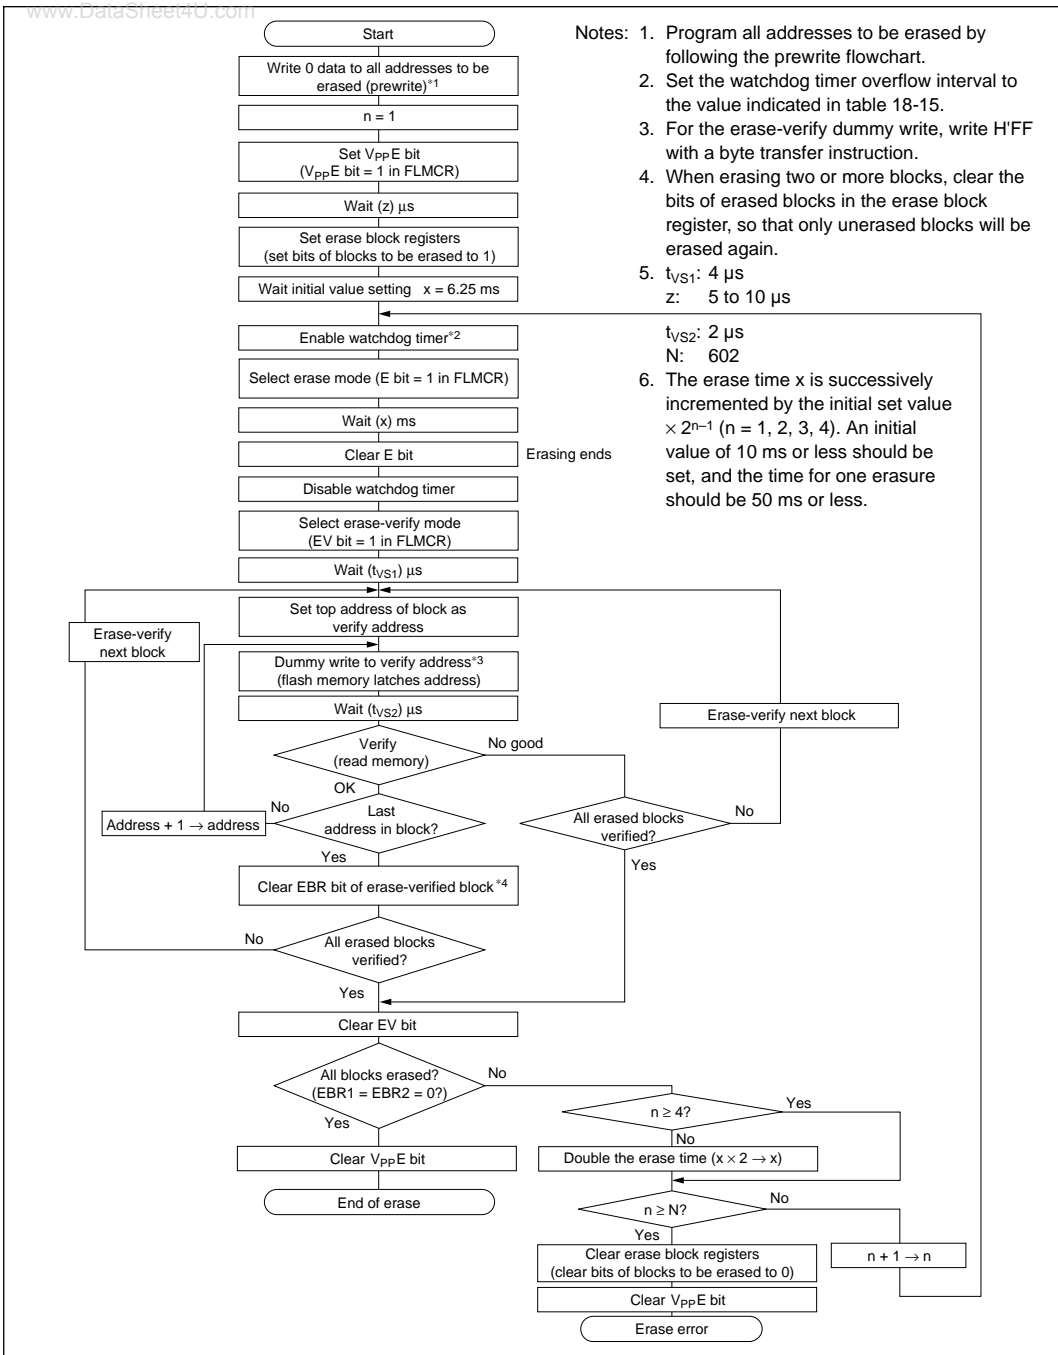 www.DataSheet4U.com
Start
Write 0 data to all addresses to be
erased (prewrite)*1
n = 1
Set VPPE bit
(VPPE bit = 1 in FLMCR)
Wait (z) µs
Set erase block registers
(set bits of blocks to be erased to 1)
Wait initial value setting x = 6.25 ms
Enable watchdog timer*2
Select erase mode (E bit = 1 in FLMCR)
Wait (x) ms
Clear E bit
Erasing ends
Disable watchdog timer
Select erase-verify mode
(EV bit = 1 in FLMCR)
Wait (tVS1) µs
Set top address of block as
verify address
Erase-verify
next block
Dummy write to verify address*3
(flash memory latches address)
Wait (tVS2) µs
Erase-verify next block
Verify
(read memory)
No good
OK
Last
address in block?
No
Address + 1 → address
All erased blocks
verified?
No
Yes
Yes
Clear EBR bit of erase-verified block*4
All erased blocks
verified?
No
Yes
Clear EV bit
All blocks erased?
(EBR1 = EBR2 = 0?)
No
Yes
n ≥ 4?
Yes
No
Clear VPPE bit
Double the erase time (x × 2 → x)
End of erase
n ≥ N?
No
Yes
Clear erase block registers
(clear bits of blocks to be erased to 0)
n + 1 → n
Clear VPPE bit
Erase error
Notes: 1. Program all addresses to be erased by
following the prewrite flowchart.
2. Set the watchdog timer overflow interval to
the value indicated in table 18-15.
3. For the erase-verify dummy write, write H'FF
with a byte transfer instruction.
4. When erasing two or more blocks, clear the
bits of erased blocks in the erase block
register, so that only unerased blocks will be
erased again.
5. tVS1: 4 µs
z: 5 to 10 µs
tVS2: 2 µs
N: 602
6. The erase time x is successively
incremented by the initial set value
× 2n–1 (n = 1, 2, 3, 4). An initial
value of 10 ms or less should be
set, and the time for one erasure
should be 50 ms or less.